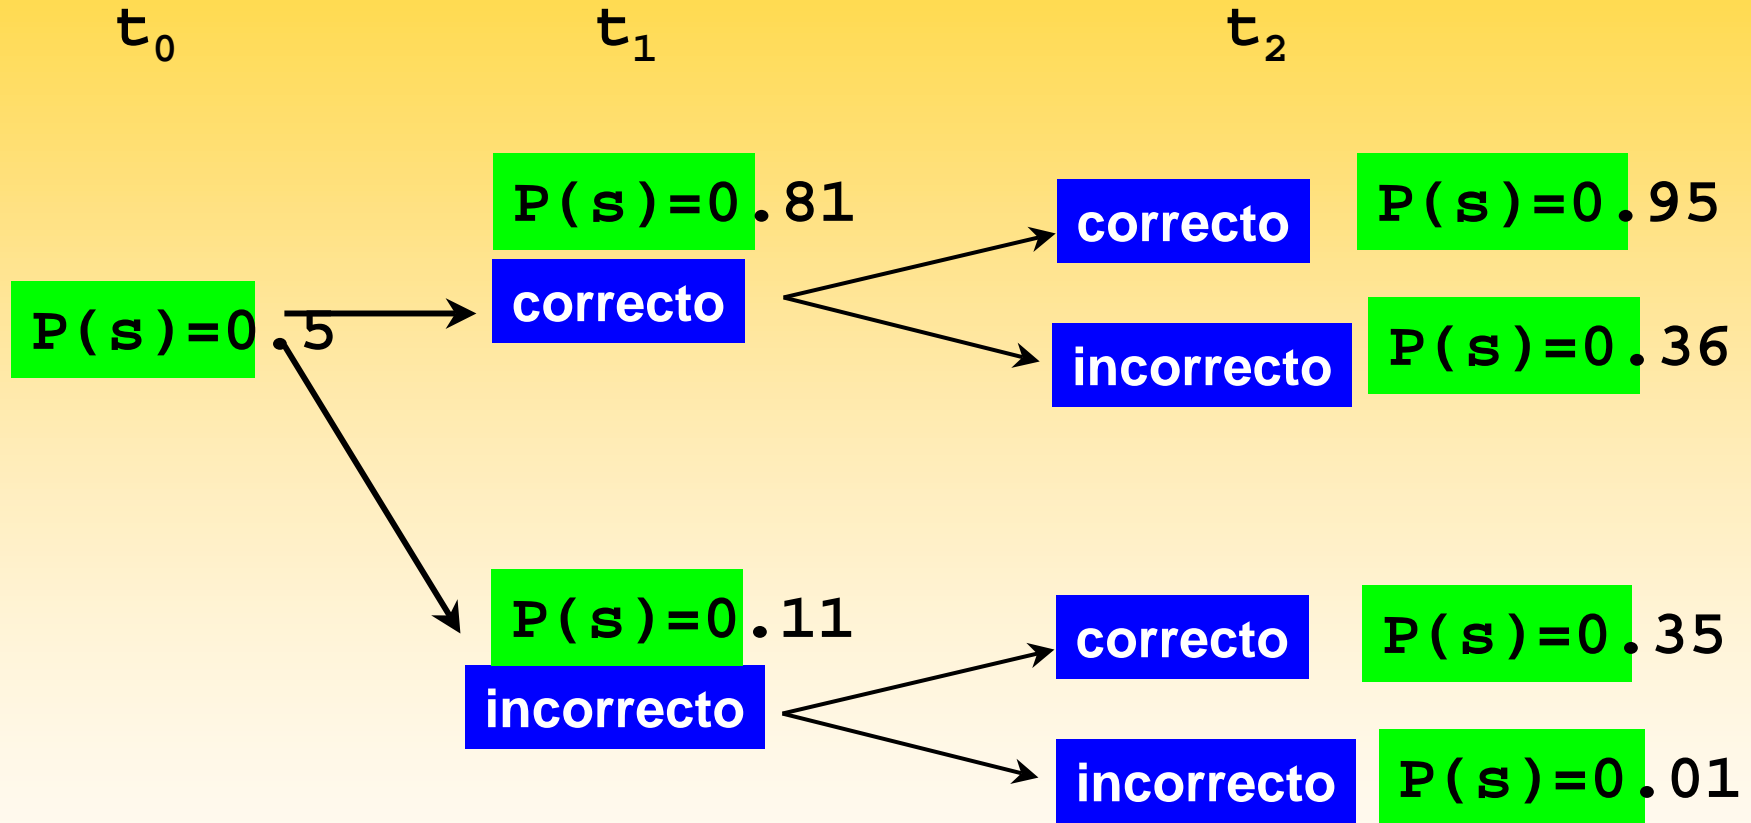 t₀ t₁ t₂
P(s)=0.81
correcto
P(s)=0.95
correcto
P(s)=0.5
incorrecto
P(s)=0.36
P(s)=0.11
incorrecto
correcto
P(s)=0.35
incorrecto
P(s)=0.01